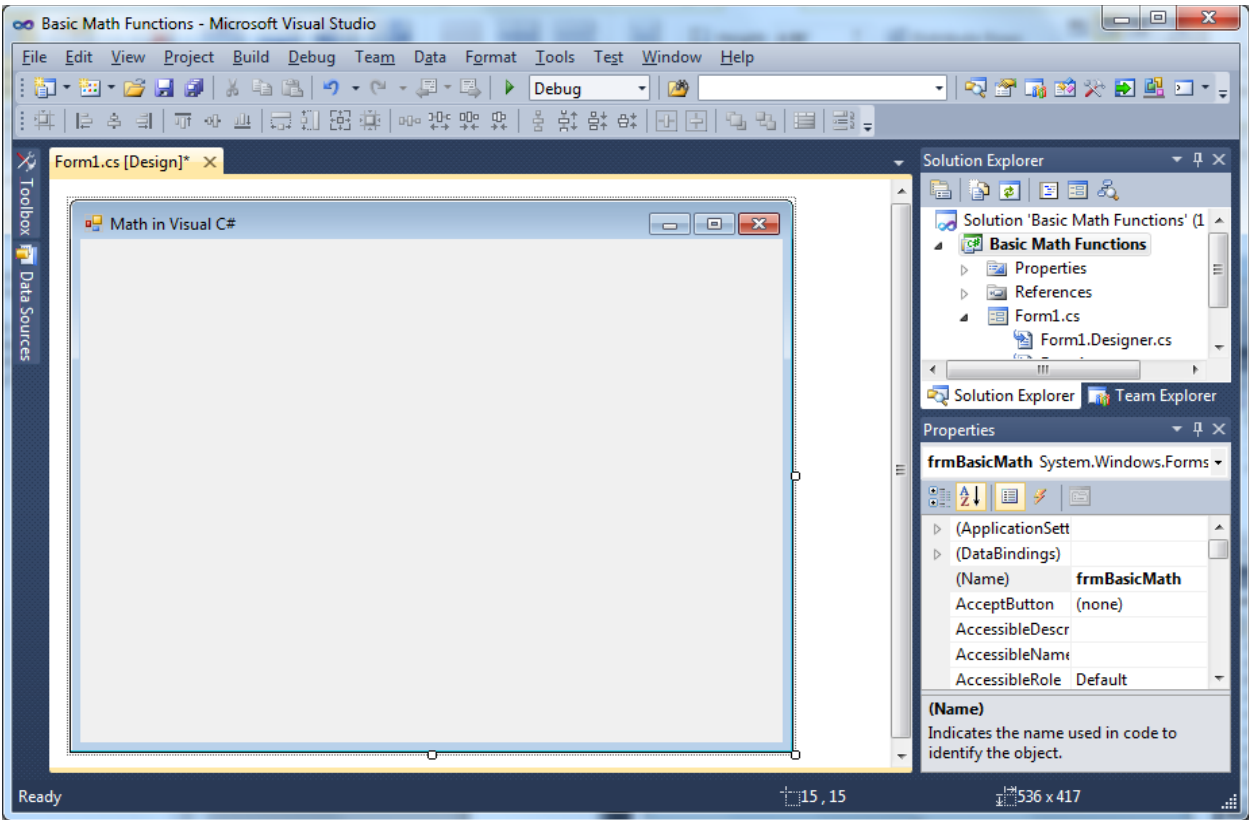 Basic Math Functions - Microsoft Visual Studio
File Edit View Project Build Debug Team Data Format Tools Test Window Help
Debug
Toolbox
Data Sources
Form1.cs [Design]*
Math in Visual C#
Solution Explorer
Solution 'Basic Math Functions' (1
Basic Math Functions
Properties
References
Form1.cs
Form1.Designer.cs
Solution Explorer Team Explorer
Properties
frmBasicMath System.Windows.Forms
(ApplicationSett
(DataBindings)
(Name) frmBasicMath
AcceptButton (none)
AccessibleDescr
AccessibleName
AccessibleRole Default
(Name)
Indicates the name used in code to
identify the object.
Ready 15 , 15 536 x 417